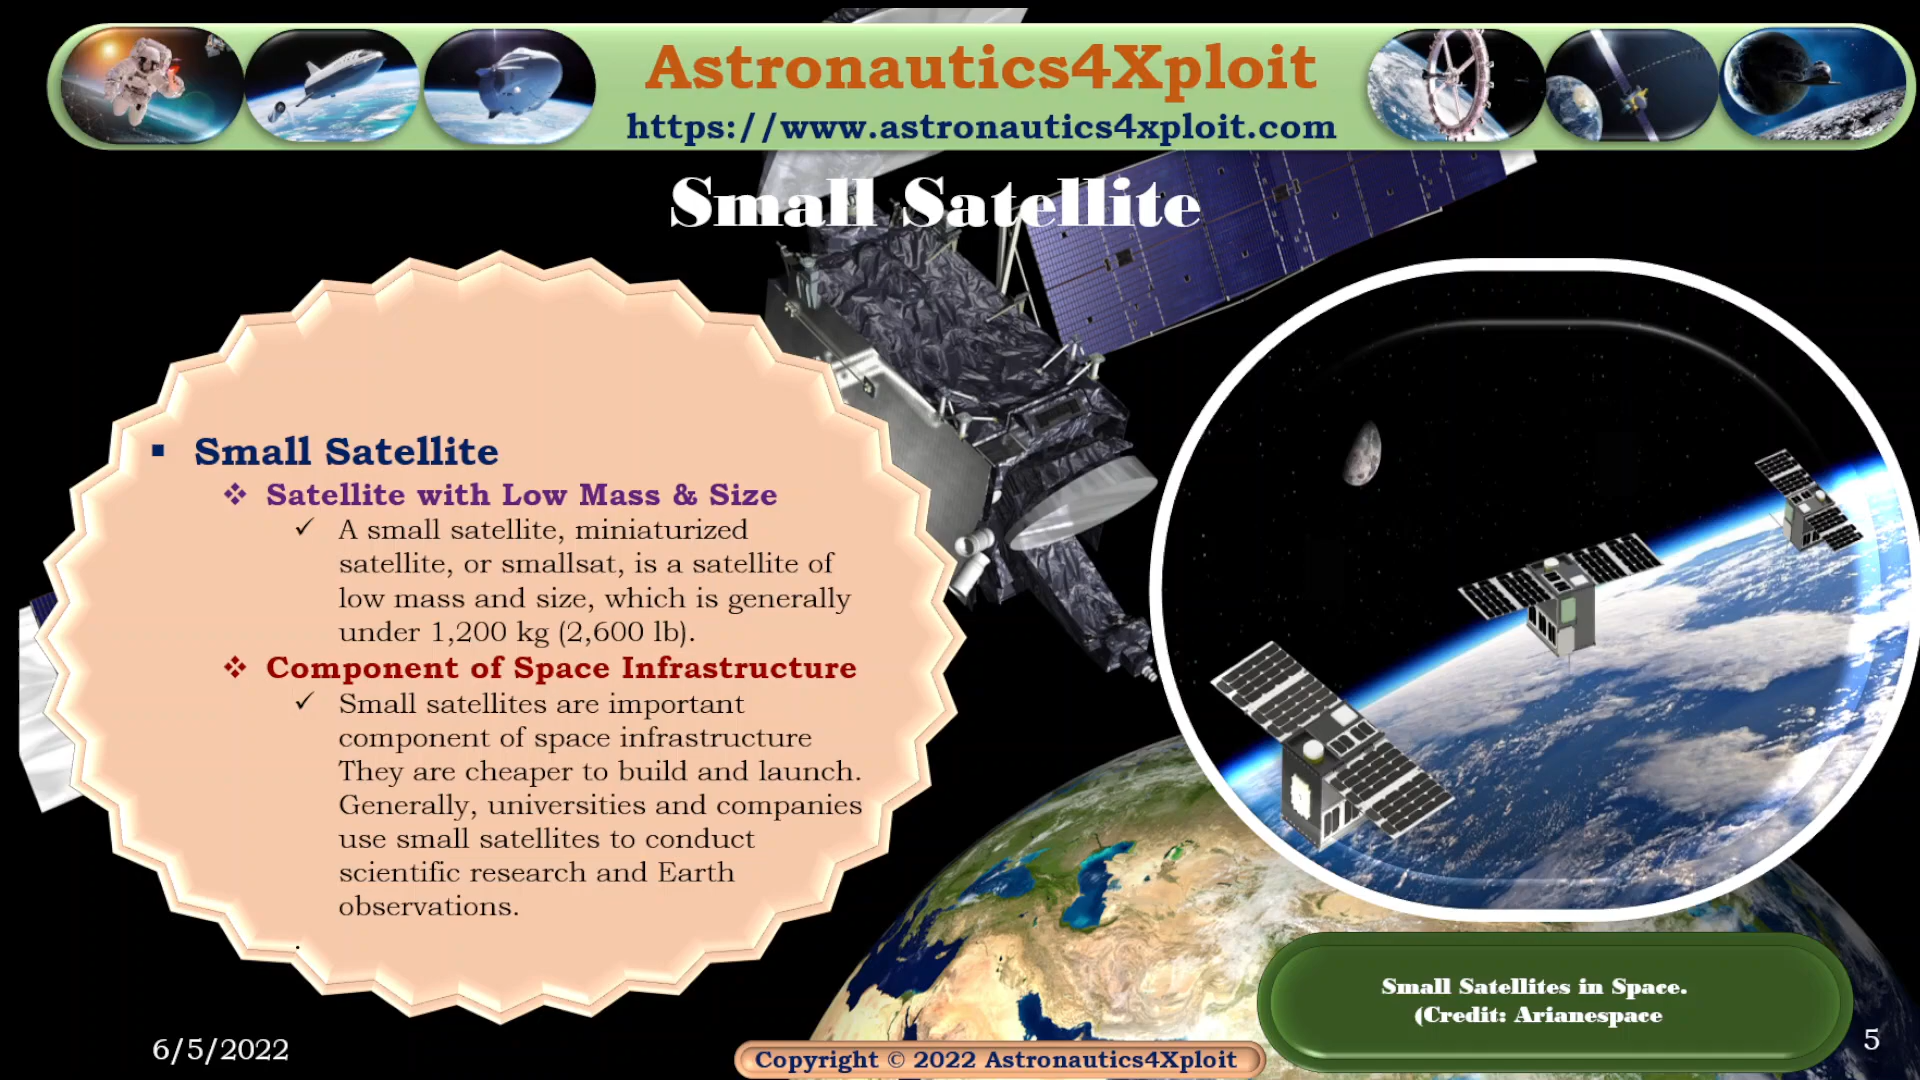 Astronautics4Xploit
https://www.astronautics4xploit.com
Small Satellite
▪ Small Satellite
❖ Satellite with Low Mass & Size
✓ A small satellite, miniaturized
satellite, or smallsat, is a satellite of
low mass and size, which is generally
under 1,200 kg (2,600 lb).
❖ Component of Space Infrastructure
✓ Small satellites are important
component of space infrastructure
They are cheaper to build and launch.
Generally, universities and companies
use small satellites to conduct
scientific research and Earth
observations.
.
Small Satellites in Space.
(Credit: Arianespace
6/5/2022
Copyright © 2022 Astronautics4Xploit
5